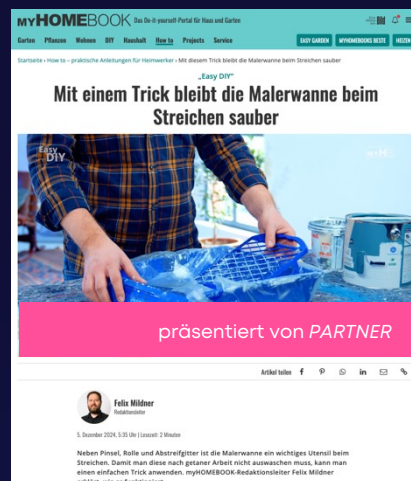 MYHOMEBOOK Das Do-it-yourself-Portal für Haus und Garten
Garten Pflanzen Wohnen DIY Haushalt How to Projects Service EASY GARDEN MYHOMEBOOKS BESTE HEIZEN
Startseite › How to – praktische Anleitungen für Heimwerker › Mit diesem Trick bleibt die Malerwanne beim Streichen sauber
„Easy DIY“
Mit einem Trick bleibt die Malerwanne beim
Streichen sauber
Easy
DIY
präsentiert von PARTNER
Artikel teilen
Felix Mildner
Redaktionsleiter
5. Dezember 2024, 5:35 Uhr | Lesezeit: 2 Minuten
Neben Pinsel, Rolle und Abstreifgitter ist die Malerwanne ein wichtiges Utensil beim
Streichen. Damit man diese nach getaner Arbeit nicht auswaschen muss, kann man
einen einfachen Trick anwenden. myHOMEBOOK-Redaktionsleiter Felix Mildner